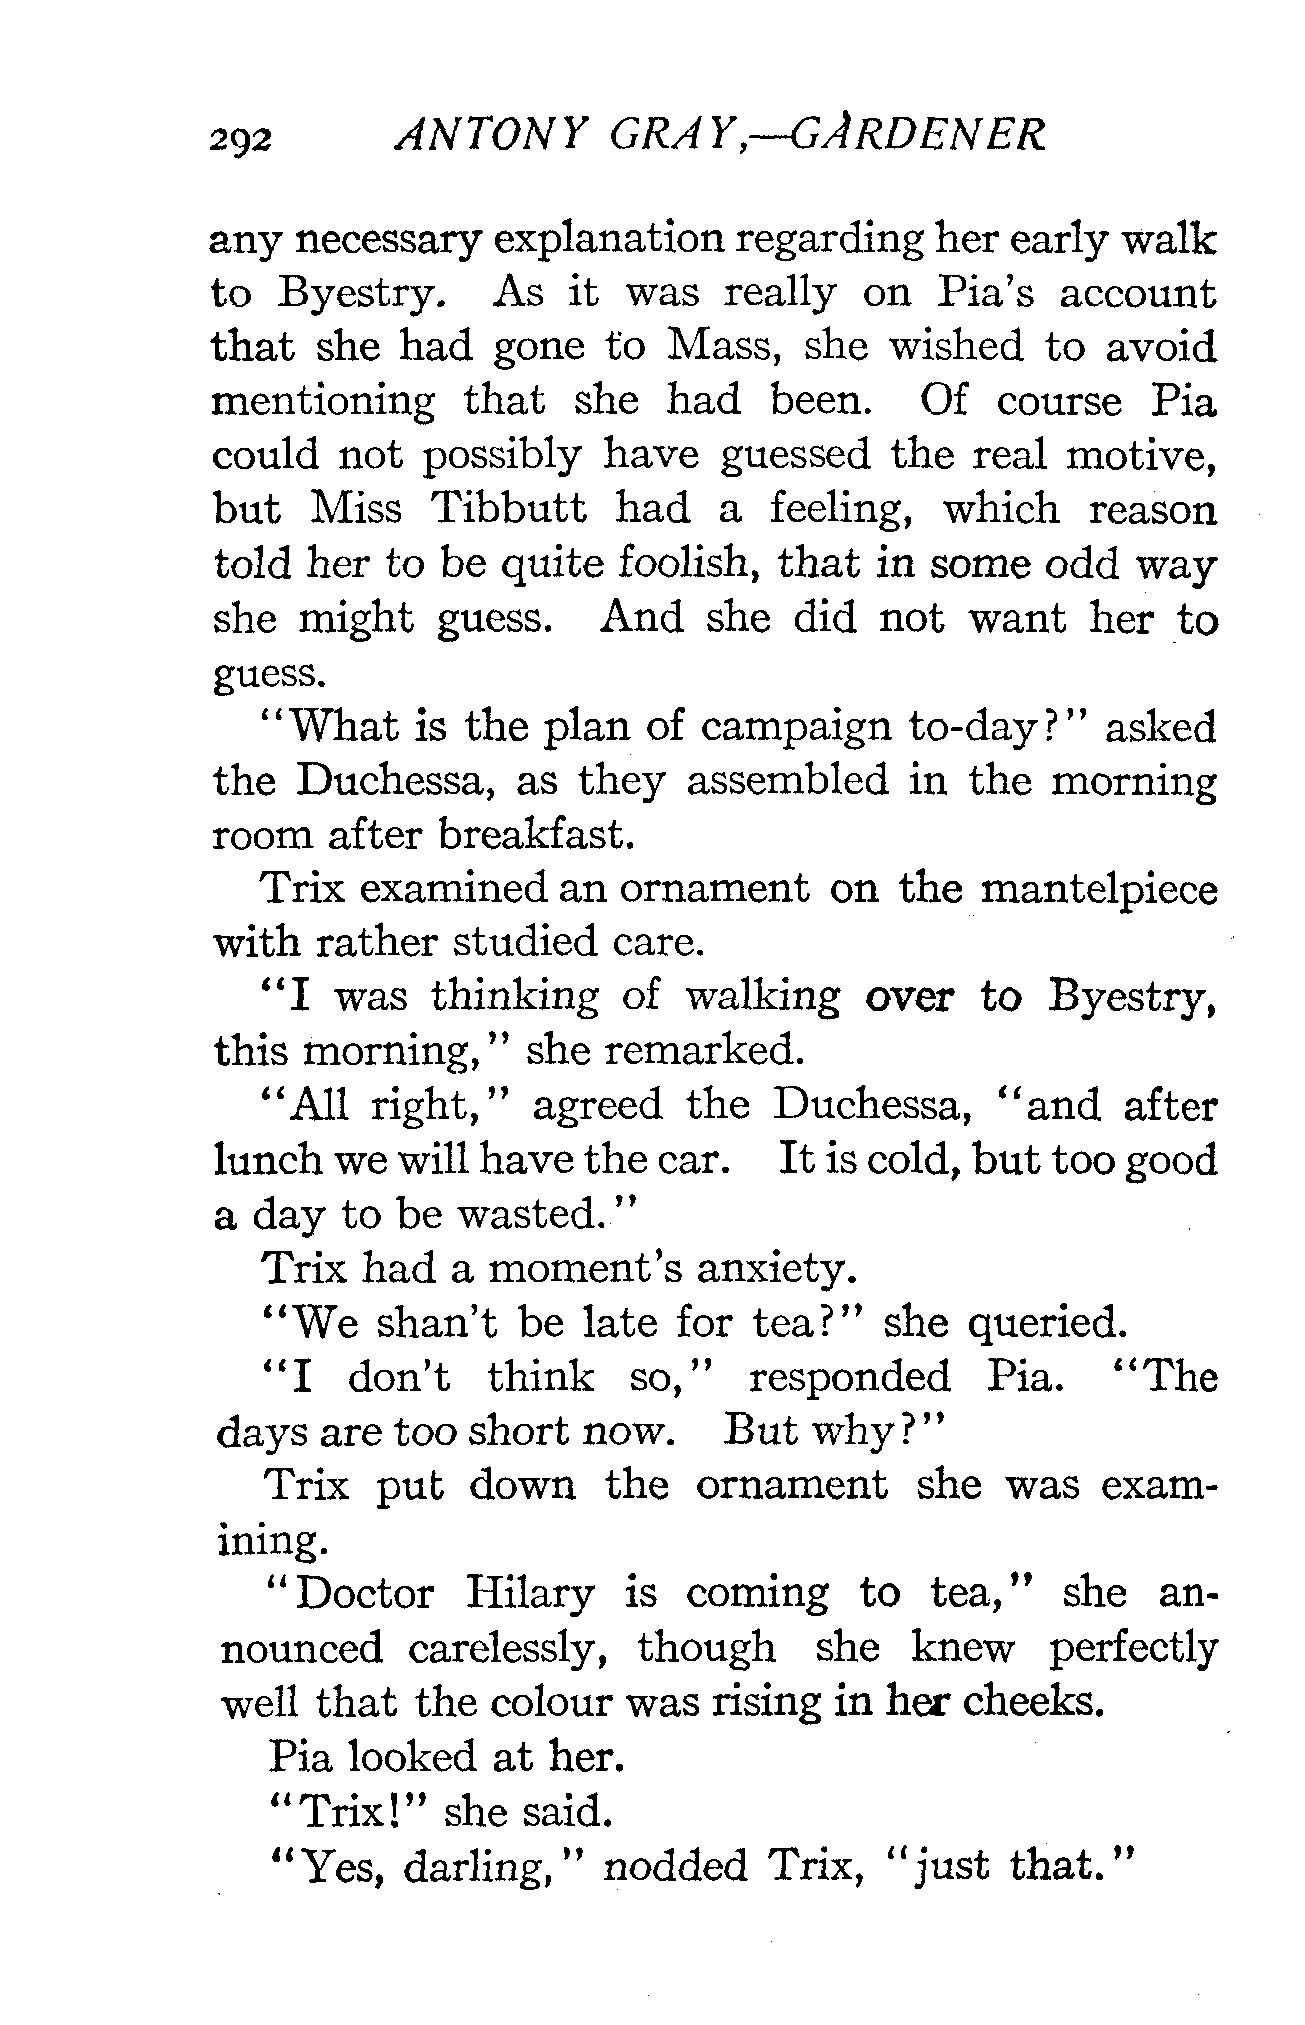 292 ANTONY GRAY,—GARDENER
any necessary explanation regarding her early walk
to Byestry. As it was really on Pia's account
that she had gone to Mass, she wished to avoid
mentioning that she had been. Of course Pia
could not possibly have guessed the real motive,
but Miss Tibbutt had a feeling, which reason
told her to be quite foolish, that in some odd way
she might guess. And she did not want her to
guess.
"What is the plan of campaign to-day?" asked
the Duchessa, as they assembled in the morning
room after breakfast.
Trix examined an ornament on the mantelpiece
with rather studied care.
"I was thinking of walking over to Byestry,
this morning," she remarked.
"All right," agreed the Duchessa, "and after
lunch we will have the car. It is cold, but too good
a day to be wasted."
Trix had a moment's anxiety.
"We shan't be late for tea?" she queried.
"I don't think so," responded Pia. "The
days are too short now. But why?"
Trix put down the ornament she was exam-
ining.
"Doctor Hilary is coming to tea," she an-
nounced carelessly, though she knew perfectly
well that the colour was rising in her cheeks.
Pia looked at her.
"Trix!" she said.
"Yes, darling," nodded Trix, "just that."